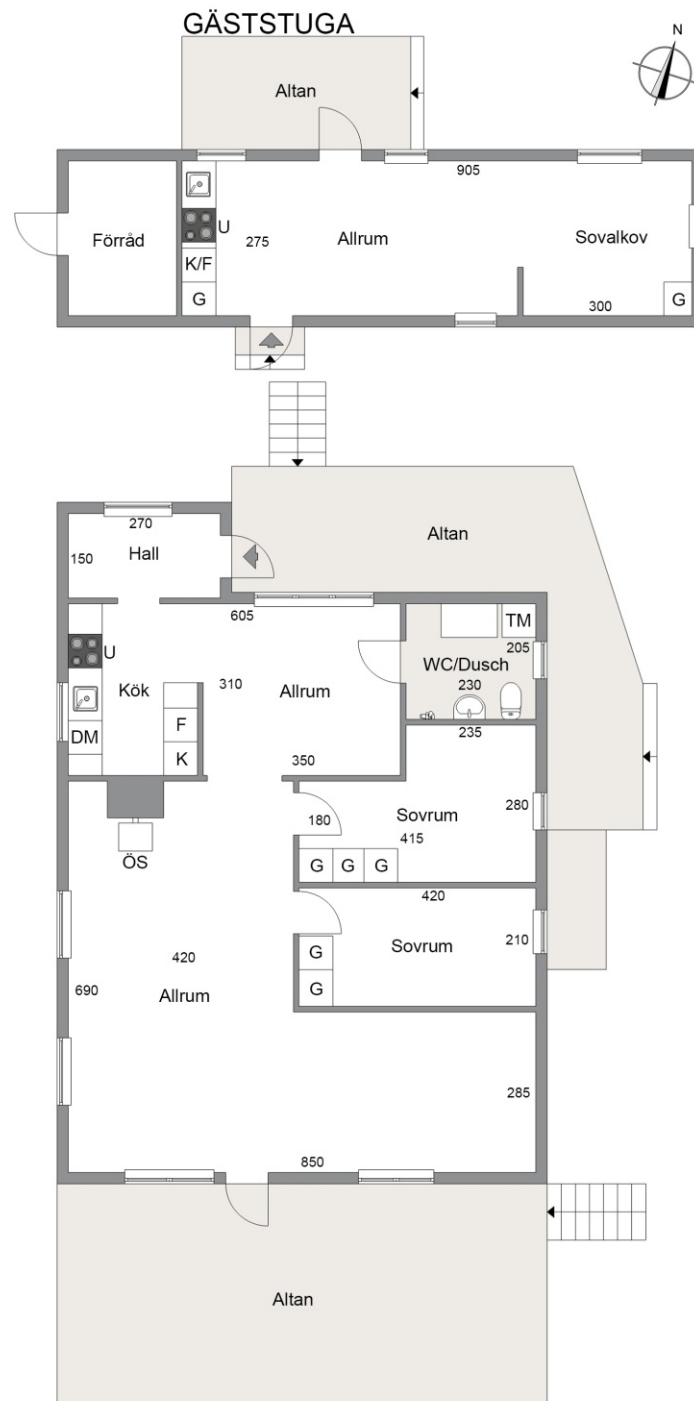 GÄSTSTUGA
N
Altan
905
U
Förråd
275
Allrum
Sovalkov
K/F
G
300
G
Altan
270
150
Hall
605
TM
U
205
WC/Dusch
Kök
310
Allrum
230
F
DM
235
K
350
Sovrum
280
180
415
ÖS
G G G
420
Sovrum
210
G
420
G
690
Allrum
285
850
Altan